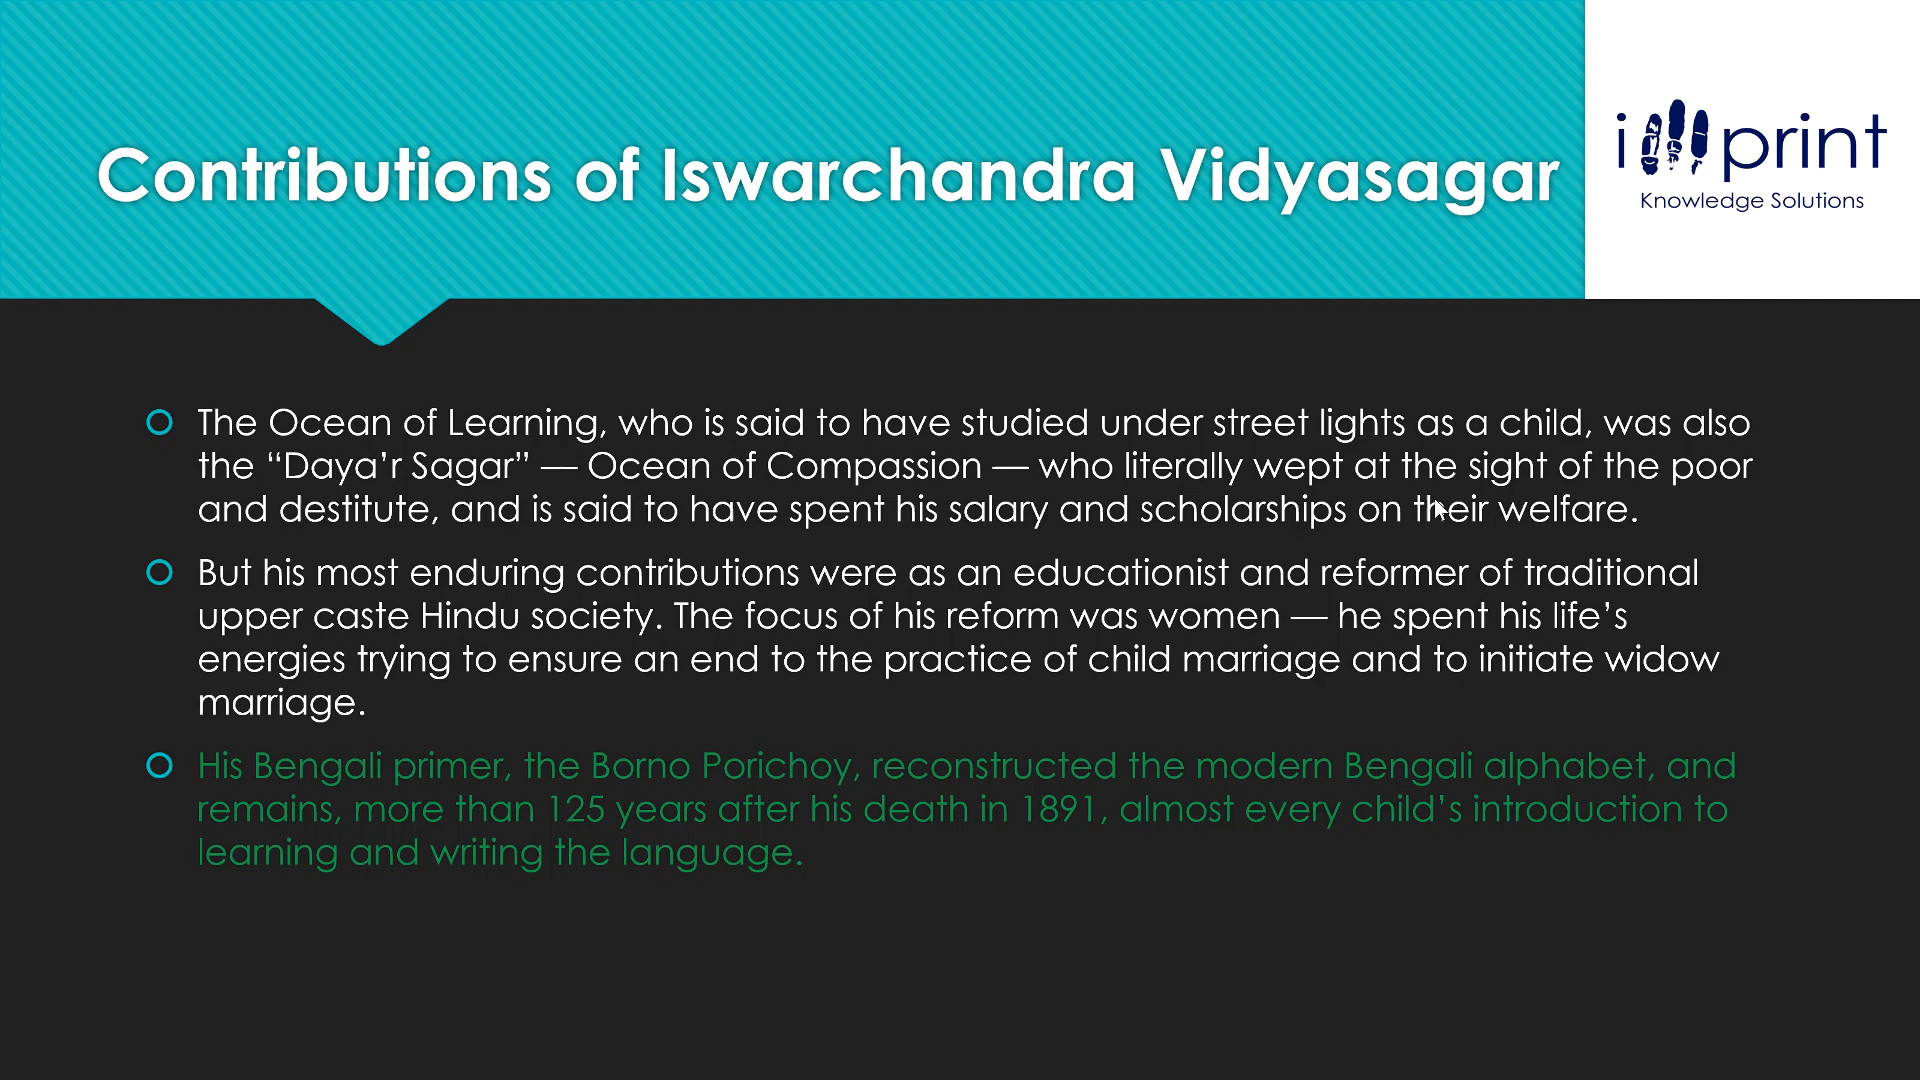 Contributions of Iswarchandra Vidyasagar
i print
Knowledge Solutions
The Ocean of Learning, who is said to have studied under street lights as a child, was also
the “Daya’r Sagar” — Ocean of Compassion — who literally wept at the sight of the poor
and destitute, and is said to have spent his salary and scholarships on their welfare.
But his most enduring contributions were as an educationist and reformer of traditional
upper caste Hindu society. The focus of his reform was women — he spent his life’s
energies trying to ensure an end to the practice of child marriage and to initiate widow
marriage.
His Bengali primer, the Borno Porichoy, reconstructed the modern Bengali alphabet, and
remains, more than 125 years after his death in 1891, almost every child’s introduction to
learning and writing the language.